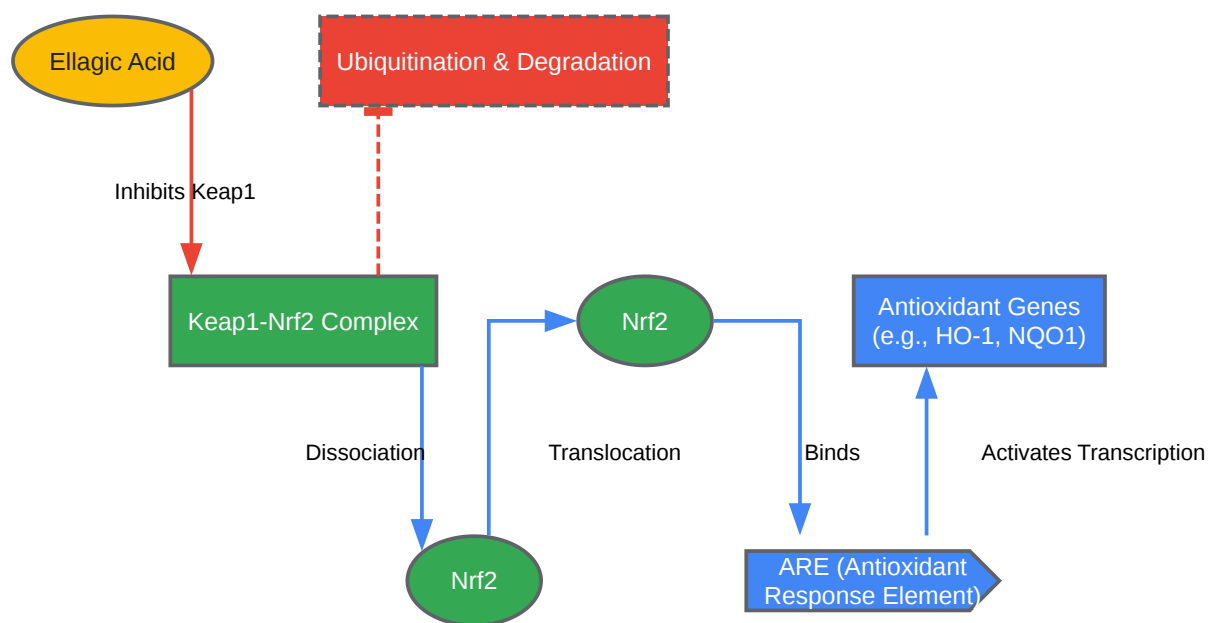 Ellagic Acid
Ubiquitination & Degradation
Inhibits Keap1
Keap1-Nrf2 Complex
Nrf2
Antioxidant Genes
(e.g., HO-1, NQO1)
Dissociation
Translocation
Binds
Activates Transcription
Nrf2
ARE (Antioxidant
Response Element)